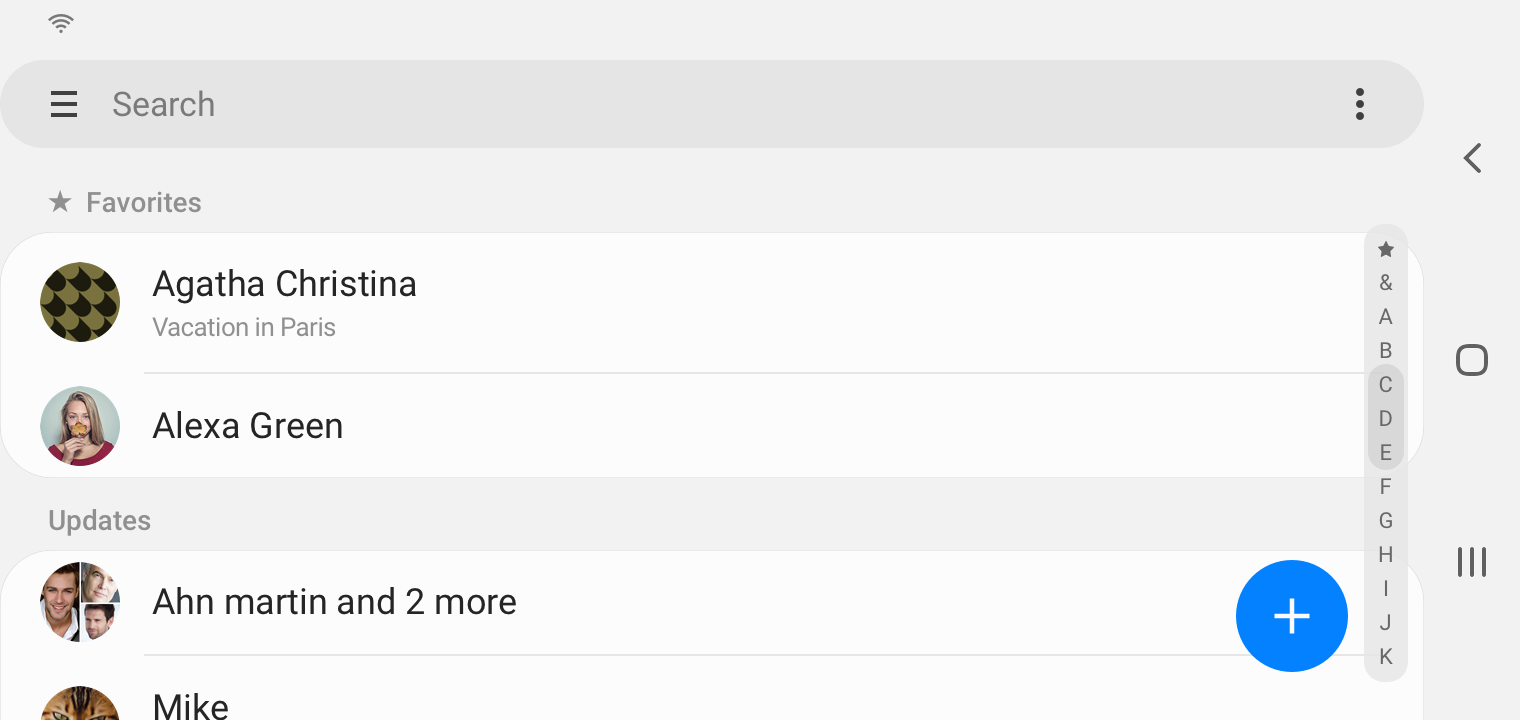 Search
Favorites
Agatha Christina
Vacation in Paris
Alexa Green
Updates
Ahn martin and 2 more
Mike
&
A
B
C
D
E
F
G
H
I
J
K